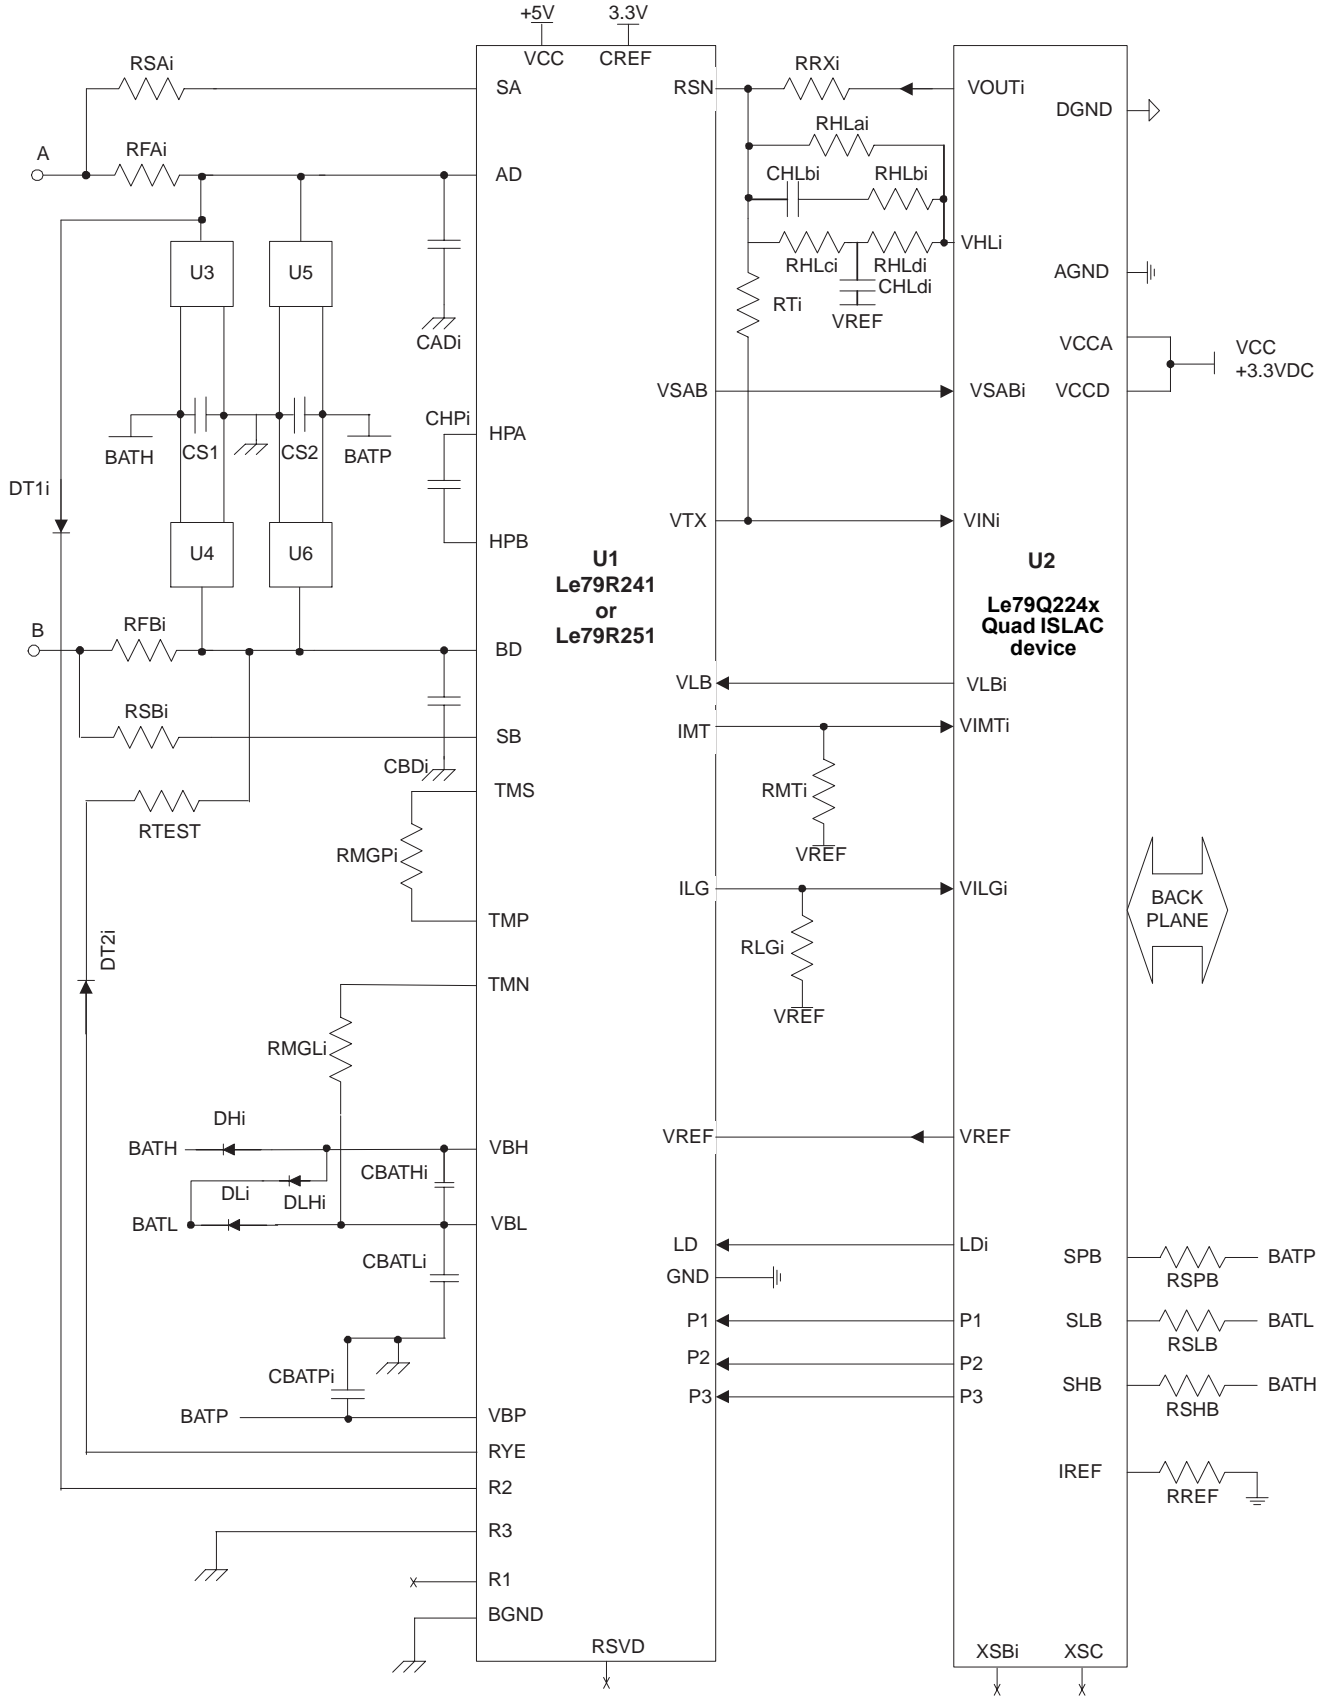 +5V
3.3V
VCC
CREF
RSAi
SA
RSN
RRXi
VOUTi
DGND
RHLai
A
RFAi
AD
CHLbi
RHLbi
VHLi
U3
U5
RHLci
RHLdi
CHLdi
AGND
RTi
VREF
CADi
VCCA
VCC
+3.3VDC
VSAB
VSABi
VCCD
CHPi
HPA
BATH
CS1
CS2
BATP
DT1i
VTX
VINi
U4
U6
HPB
U1
Le79R241
or
Le79R251
U2
Le79Q224x
Quad ISLAC
device
B
RFBi
BD
VLB
VLBi
RSBi
SB
IMT
VIMTi
CBDi
TMS
RMTi
RTEST
RMGPi
VREF
ILG
VILGi
BACK
PLANE
TMP
DT2i
RLGi
TMN
VREF
RMGLi
DHi
BATH
VBH
VREF
VREF
CBATHi
DLi
DLHi
BATL
VBL
LD
LDi
CBATLi
SPB
RSPB
BATP
GND
P1
P1
SLB
RSLB
BATL
P2
P2
CBATPi
SHB
RSHB
BATH
P3
P3
BATP
VBP
RYE
IREF
RREF
R2
R3
R1
BGND
RSVD
XSBi
XSC